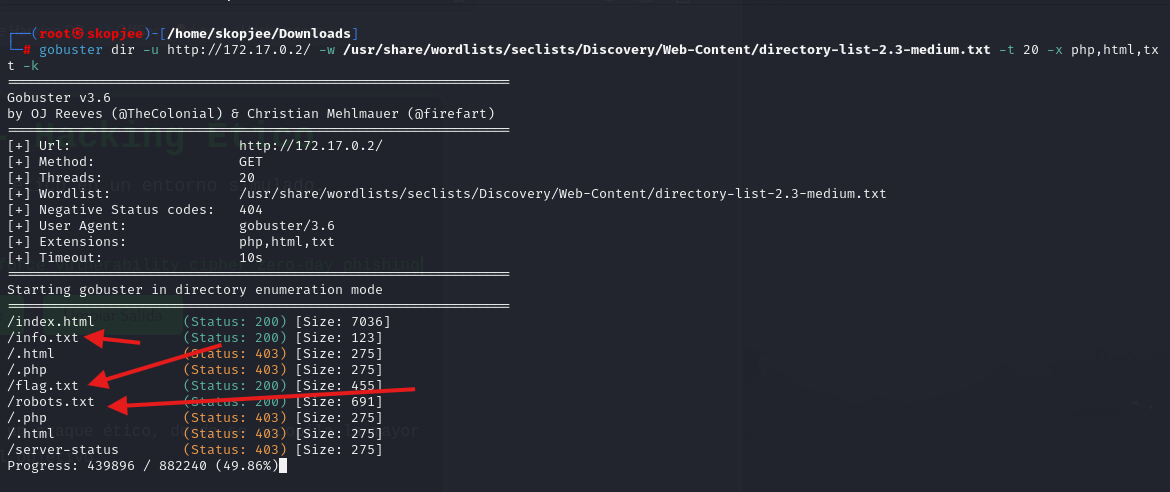 ┌──(root㉿skopjee)-[/home/skopjee/Downloads]
└─# gobuster dir -u http://172.17.0.2/ -w /usr/share/wordlists/seclists/Discovery/Web-Content/directory-list-2.3-medium.txt -t 20 -x php,html,tx
t -k
===============================================================
Gobuster v3.6
by OJ Reeves (@TheColonial) & Christian Mehlmauer (@firefart)
===============================================================
[+] Url: http://172.17.0.2/
[+] Method: GET
[+] Threads: 20
[+] Wordlist: /usr/share/wordlists/seclists/Discovery/Web-Content/directory-list-2.3-medium.txt
[+] Negative Status codes: 404
[+] User Agent: gobuster/3.6
[+] Extensions: php,html,txt
[+] Timeout: 10s
===============================================================
Starting gobuster in directory enumeration mode
===============================================================
/index.html (Status: 200) [Size: 7036]
/info.txt (Status: 200) [Size: 123]
/.html (Status: 403) [Size: 275]
/.php (Status: 403) [Size: 275]
/flag.txt (Status: 200) [Size: 455]
/robots.txt (Status: 200) [Size: 691]
/.php (Status: 403) [Size: 275]
/.html (Status: 403) [Size: 275]
/server-status (Status: 403) [Size: 275]
Progress: 439896 / 882240 (49.86%)